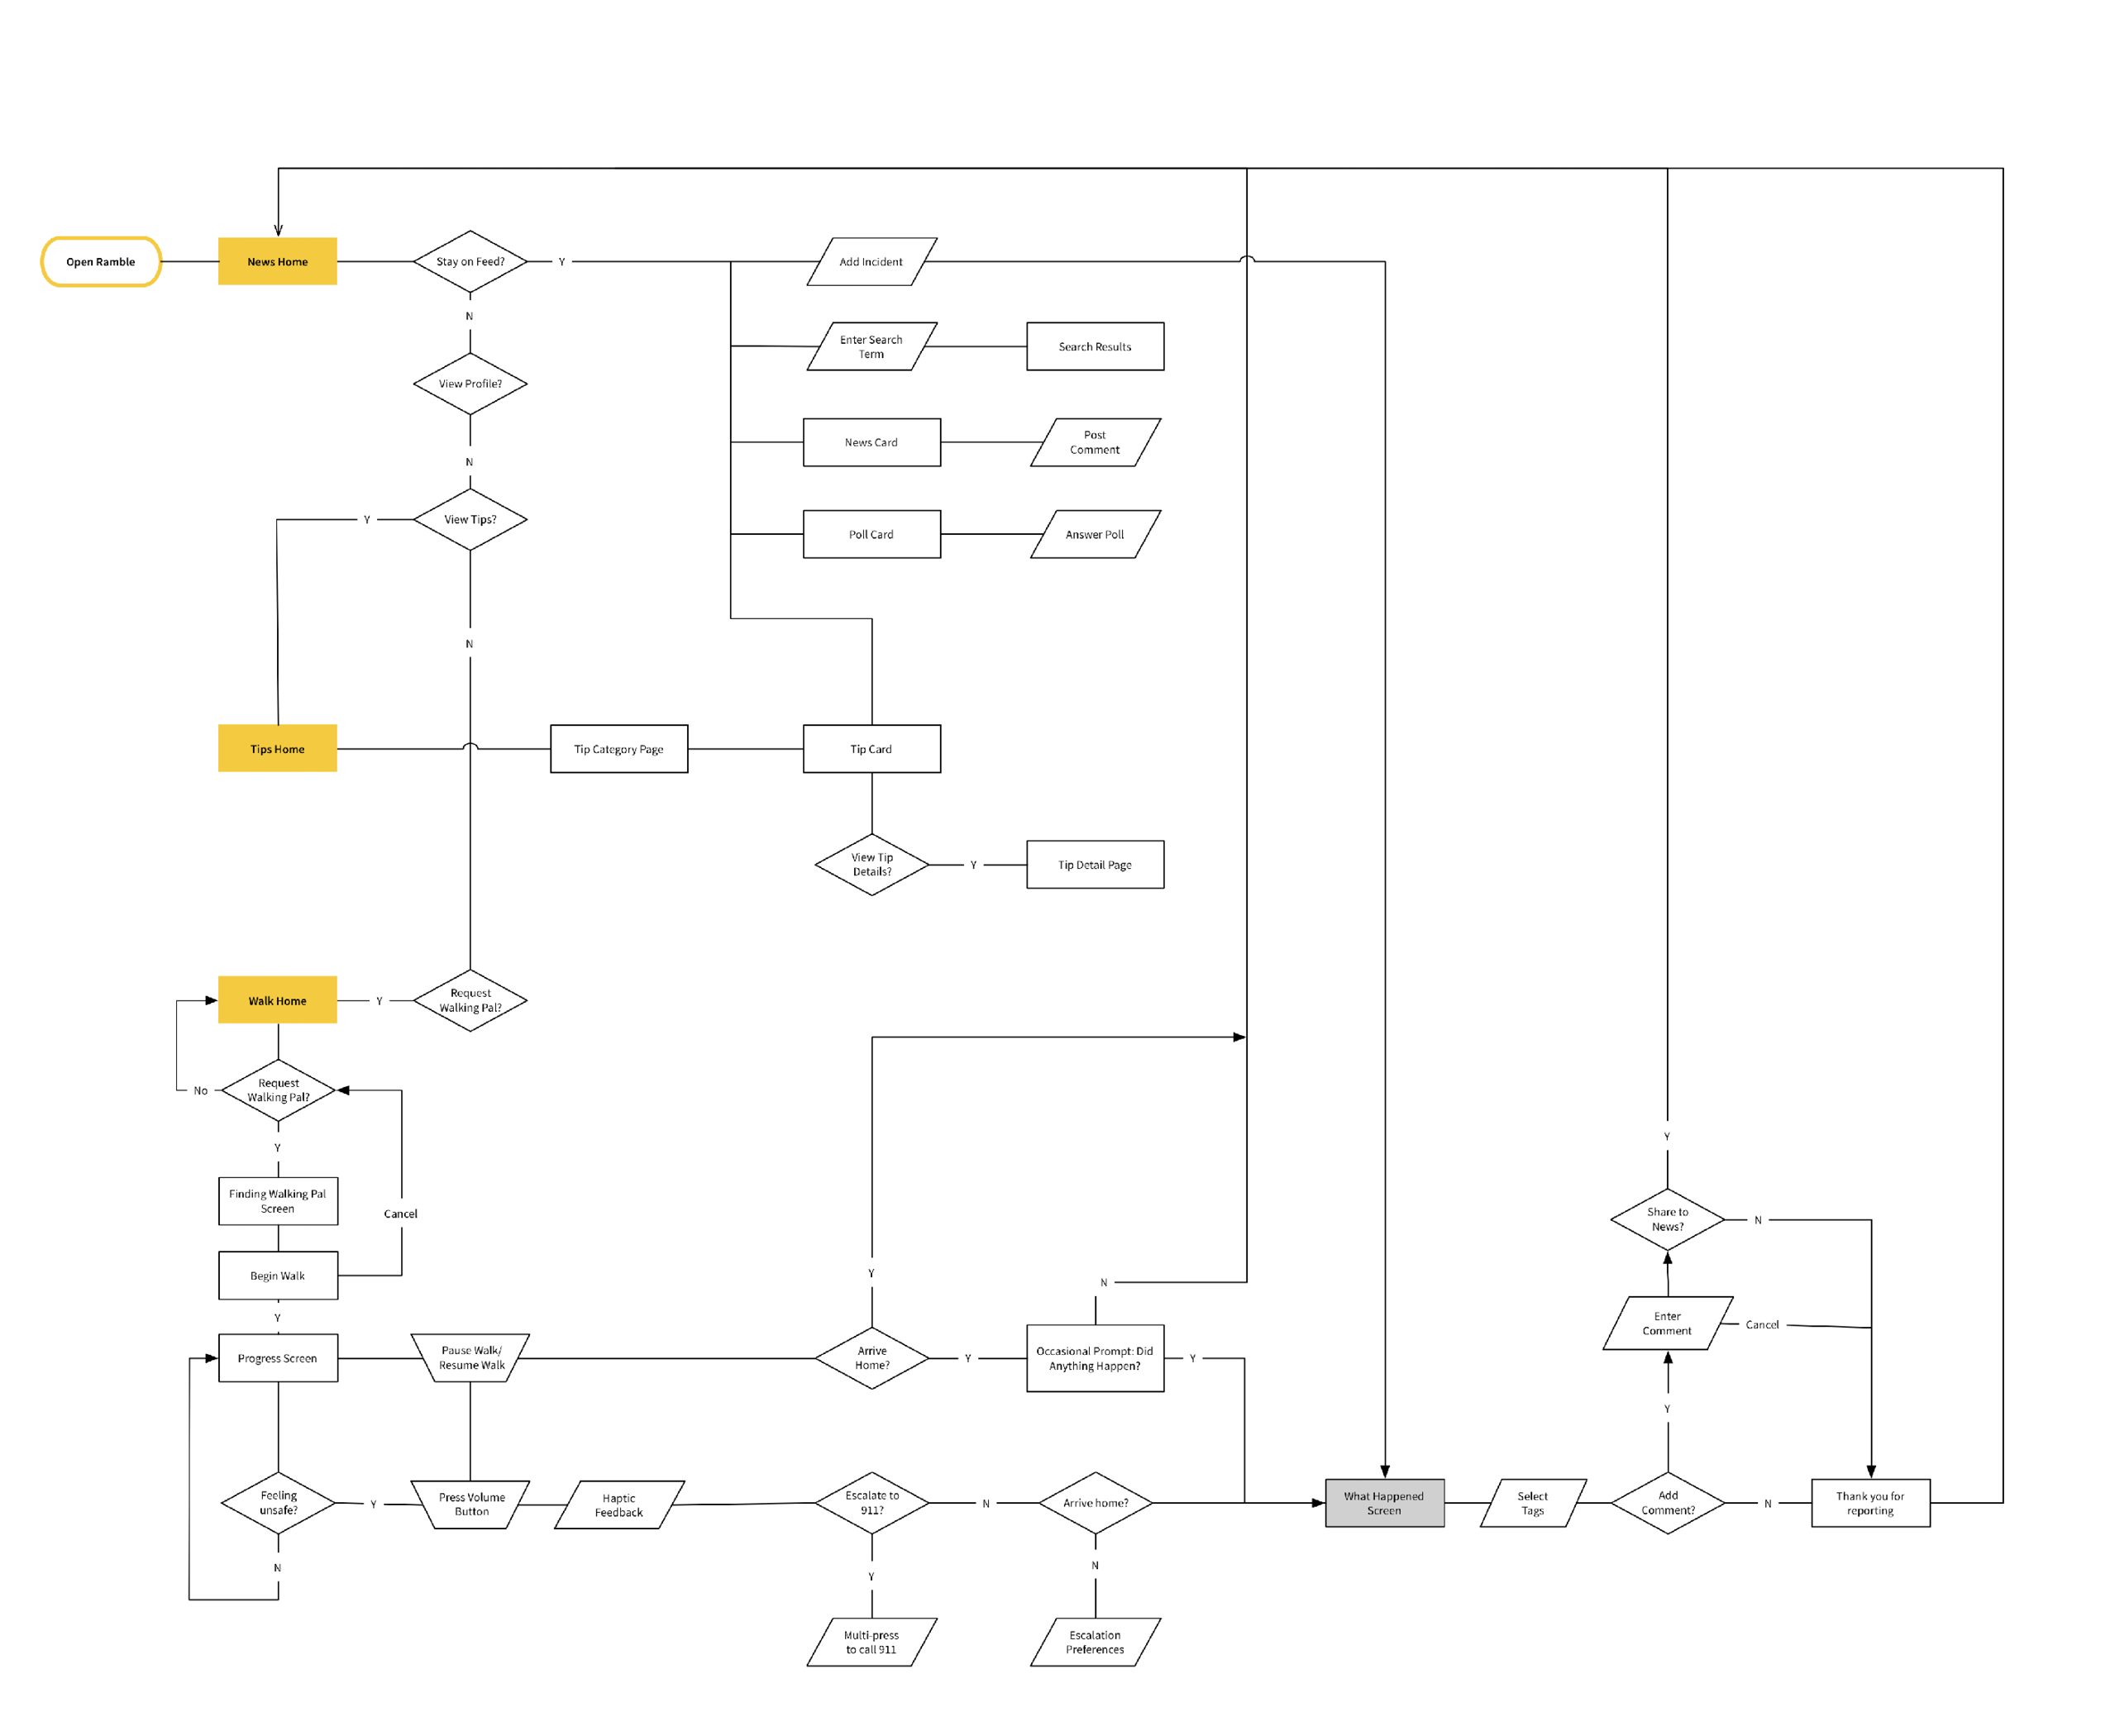 Open Ramble
News Home
Stay on Feed?
Y
Add Incident
N
Enter Search
Term
Search Results
View Profile?
News Card
Post
Comment
N
View Tips?
Y
Poll Card
Answer Poll
N
Tips Home
Tip Category Page
Tip Card
View Tip
Details?
Y
Tip Detail Page
Walk Home
Y
Request
Walking Pal?
No
Request
Walking Pal?
Y
Y
Finding Walking Pal
Screen
Cancel
Share to
News?
N
Begin Walk
Y
N
Y
Enter
Comment
Cancel
Progress Screen
Pause Walk/
Resume Walk
Arrive
Home?
Y
Occasional Prompt: Did
Anything Happen?
Y
Y
Feeling
unsafe?
Y
Press Volume
Button
Haptic
Feedback
Escalate to
911?
N
Arrive home?
What Happened
Screen
Select
Tags
Add
Comment?
N
Thank you for
reporting
N
Y
N
Multi-press
to call 911
Escalation
Preferences